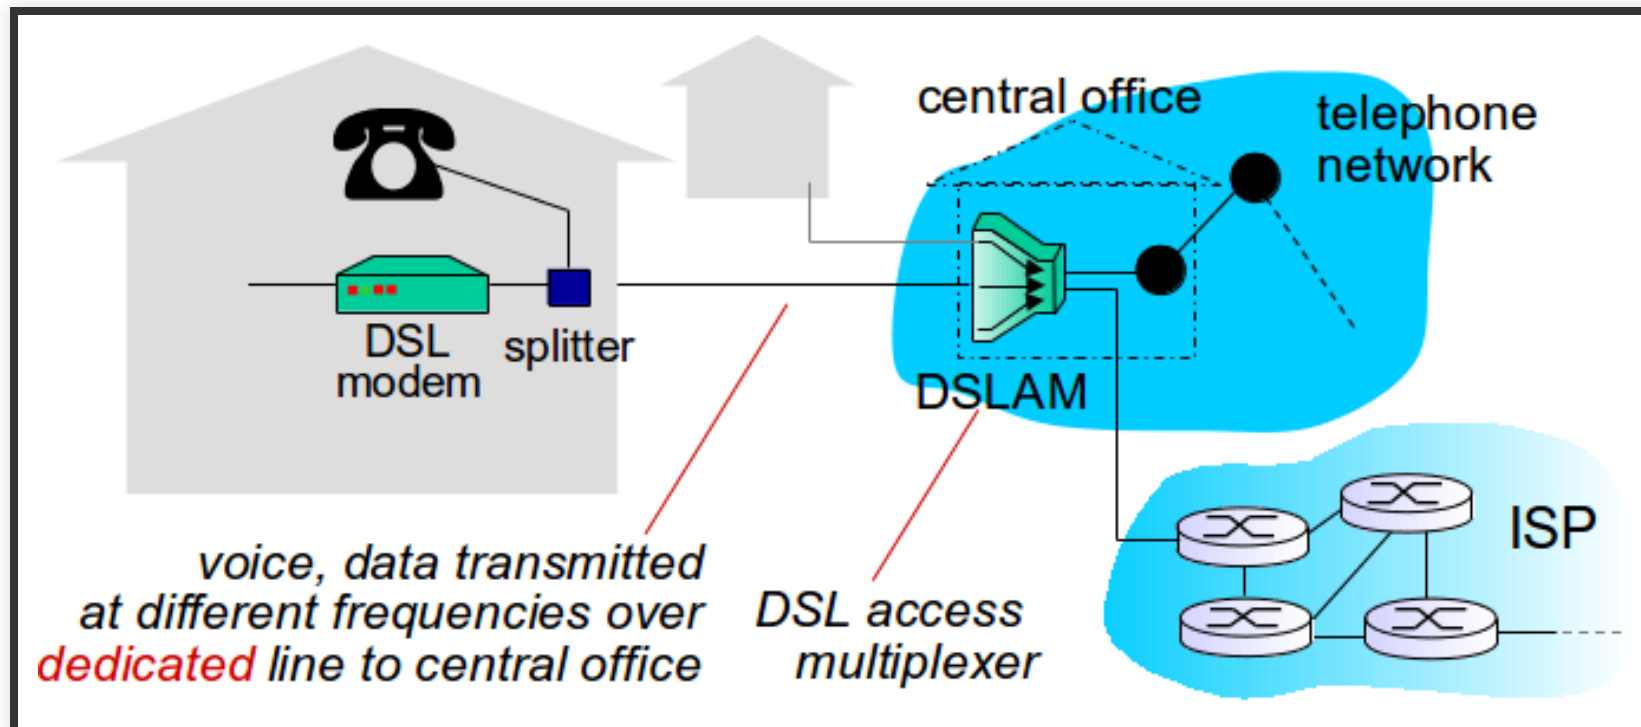 central office
telephone
network
DSL
modem
splitter
DSLAM
ISP
voice, data transmitted
at different frequencies over
dedicated line to central office
DSL access
multiplexer